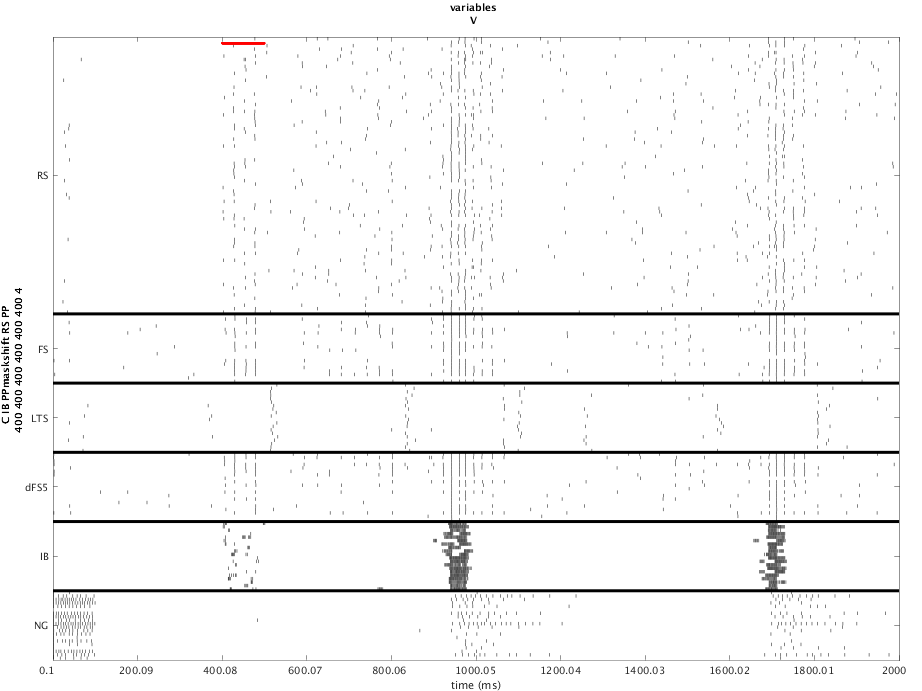 variables
V
C IB PPmaskshift RS PP
400 400 400 400 400 400 4
RS
FS
LTS
dFS5
IB
NG
0.1 200.09 400.08 600.07 800.06 1000.05 1200.04 1400.03 1600.02 1800.01 2000
time (ms)